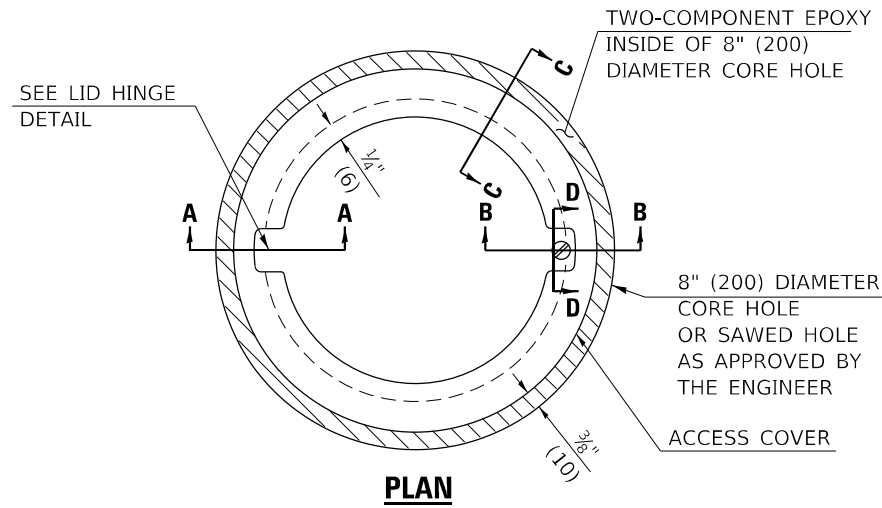 TWO-COMPONENT EPOXY
INSIDE OF 8" (200)
DIAMETER CORE HOLE
SEE LID HINGE
DETAIL
C
C
1/4"
(6)
A
A
B
B
D
D
8" (200) DIAMETER
CORE HOLE
OR SAWED HOLE
AS APPROVED BY
THE ENGINEER
ACCESS COVER
3/8"
(10)
PLAN